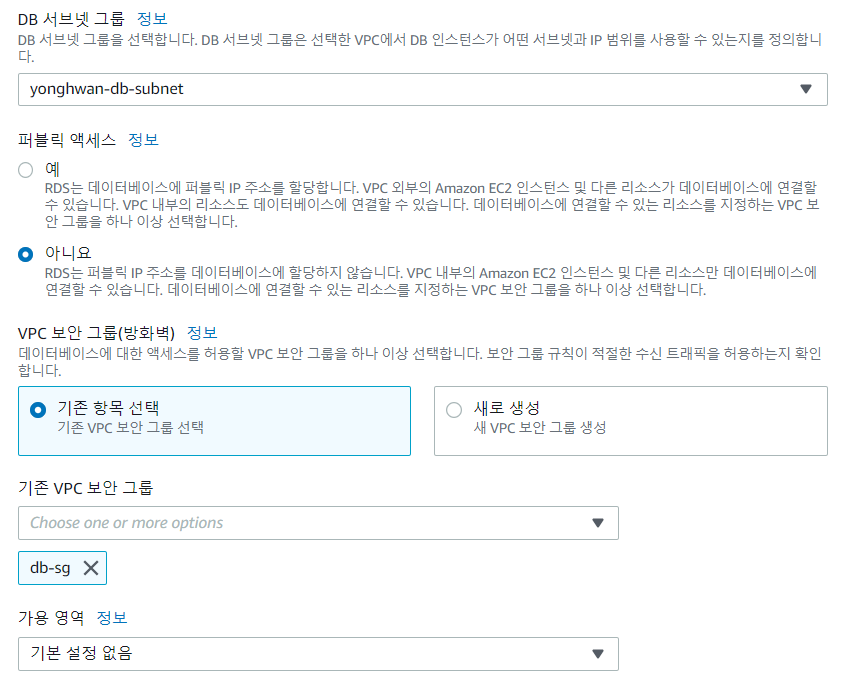 DB 서브넷 그룹 정보
DB 서브넷 그룹을 선택합니다. DB 서브넷 그룹은 선택한 VPC에서 DB 인스턴스가 어떤 서브넷과 IP 범위를 사용할 수 있는지를 정의합니
다.
yonghwan-db-subnet
퍼블릭 액세스 정보
예
RDS는 데이터베이스에 퍼블릭 IP 주소를 할당합니다. VPC 외부의 Amazon EC2 인스턴스 및 다른 리소스가 데이터베이스에 연결할
수 있습니다. VPC 내부의 리소스도 데이터베이스에 연결할 수 있습니다. 데이터베이스에 연결할 수 있는 리소스를 지정하는 VPC 보
안 그룹을 하나 이상 선택합니다.
아니요
RDS는 퍼블릭 IP 주소를 데이터베이스에 할당하지 않습니다. VPC 내부의 Amazon EC2 인스턴스 및 다른 리소스만 데이터베이스에
연결할 수 있습니다. 데이터베이스에 연결할 수 있는 리소스를 지정하는 VPC 보안 그룹을 하나 이상 선택합니다.
VPC 보안 그룹(방화벽) 정보
데이터베이스에 대한 액세스를 허용할 VPC 보안 그룹을 하나 이상 선택합니다. 보안 그룹 규칙이 적절한 수신 트래픽을 허용하는지 확인
합니다.
기존 항목 선택
기존 VPC 보안 그룹 선택
새로 생성
새 VPC 보안 그룹 생성
기존 VPC 보안 그룹
Choose one or more options
db-sg
가용 영역 정보
기본 설정 없음